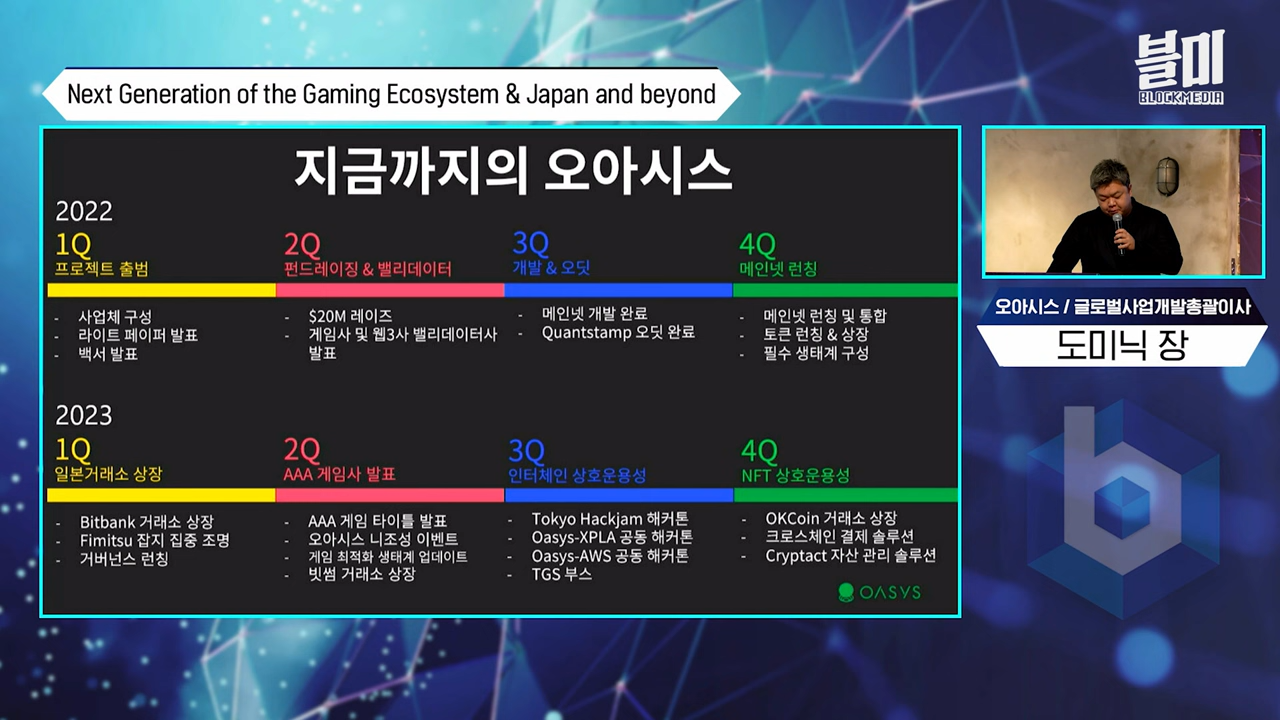 블미
BLOCKMEDIA
Next Generation of the Gaming Ecosystem & Japan and beyond
지금까지의 오아시스
2022
1Q
프로젝트 출범
- 사업체 구성
- 라이트 페이퍼 발표
- 백서 발표
2Q
펀드레이징 & 밸리데이터
- $20M 레이즈
- 게임사 및 웹3사 밸리데이터사
발표
3Q
개발 & 오딧
- 메인넷 개발 완료
- Quantstamp 오딧 완료
4Q
메인넷 런칭
- 메인넷 런칭 및 통합
- 토큰 런칭 & 상장
- 필수 생태계 구성
2023
1Q
일본거래소 상장
- Bitbank 거래소 상장
- Fimitsu 잡지 집중 조명
- 거버넌스 런칭
2Q
AAA 게임사 발표
- AAA 게임 타이틀 발표
- 오아시스 니조성 이벤트
- 게임 최적화 생태계 업데이트
- 빗썸 거래소 상장
3Q
인터체인 상호운용성
- Tokyo Hackjam 해커톤
- Oasys-XPLA 공동 해커톤
- Oasys-AWS 공동 해커톤
- TGS 부스
4Q
NFT 상호운용성
- OKCoin 거래소 상장
- 크로스체인 결제 솔루션
- Cryptact 자산 관리 솔루션
OASYS
오아시스 / 글로벌사업개발총괄이사
도미닉 장